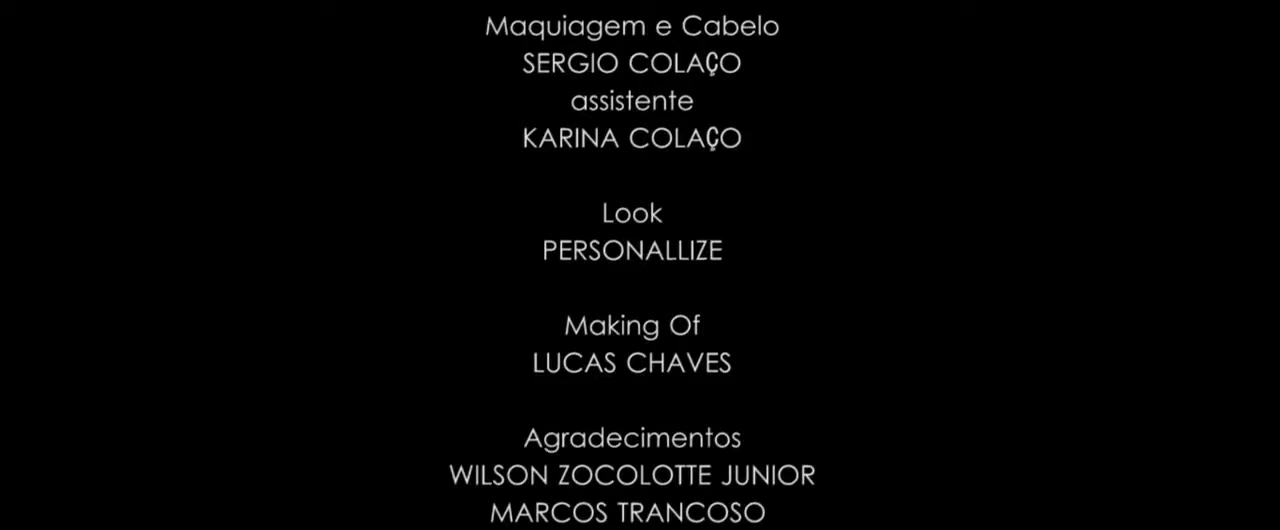 Maquiagem e Cabelo
SERGIO COLAÇO
assistente
KARINA COLAÇO
Look
PERSONALLIZE
Making Of
LUCAS CHAVES
Agradecimentos
WILSON ZOCOLOTTE JUNIOR
MARCOS TRANCOSO